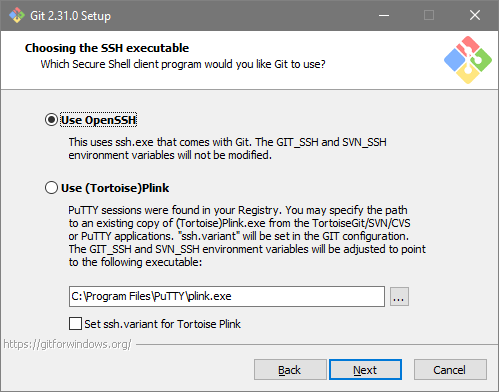 Git 2.31.0 Setup
Choosing the SSH executable
Which Secure Shell client program would you like Git to use?
Use OpenSSH
This uses ssh.exe that comes with Git. The GIT_SSH and SVN_SSH
environment variables will not be modified.
Use (Tortoise)Plink
PuTTY sessions were found in your Registry. You may specify the path
to an existing copy of (Tortoise)Plink.exe from the TortoiseGit/SVN/CVS
or PuTTY applications. "ssh.variant" will be set in the GIT configuration.
The GIT_SSH and SVN_SSH environment variables will be adjusted to point
to the following executable:
C:\Program Files\PuTTY\plink.exe
...
Set ssh.variant for Tortoise Plink
https://gitforwindows.org/
Back Next Cancel